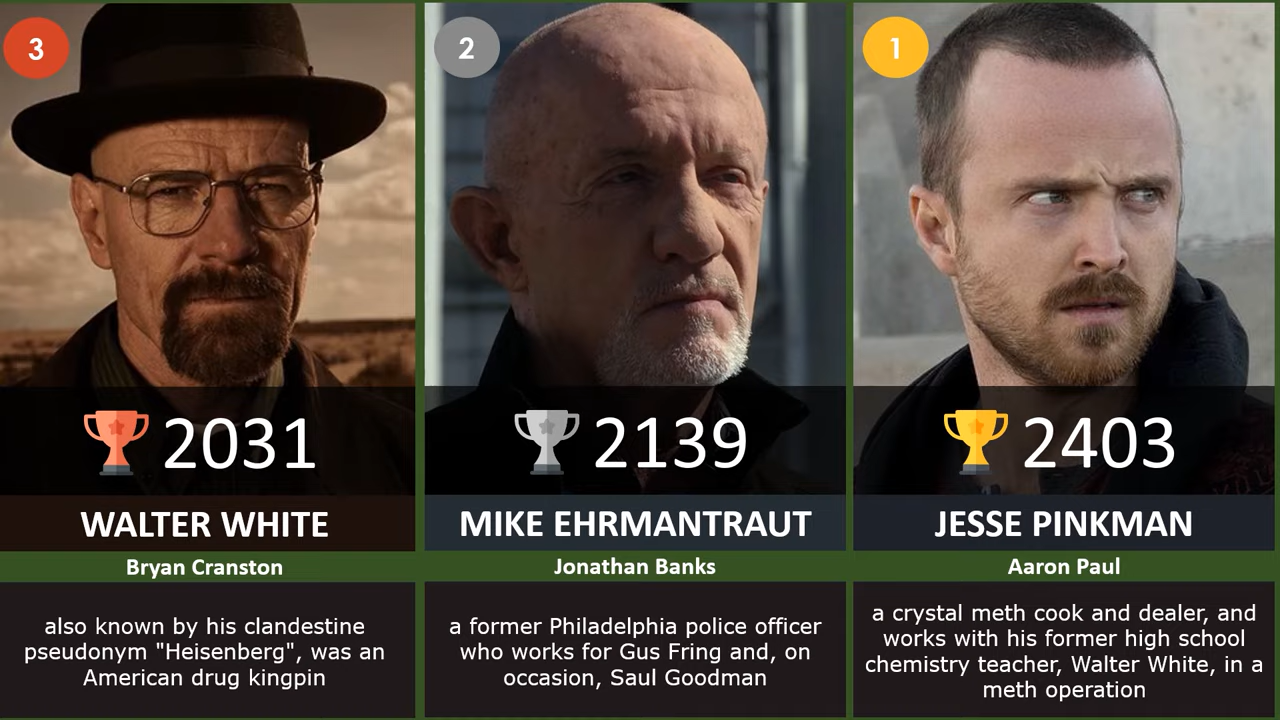 3
2031
WALTER WHITE
Bryan Cranston
also known by his clandestine
pseudonym "Heisenberg", was an
American drug kingpin
2
2139
MIKE EHRMANTRAUT
Jonathan Banks
a former Philadelphia police officer
who works for Gus Fring and, on
occasion, Saul Goodman
1
2403
JESSE PINKMAN
Aaron Paul
a crystal meth cook and dealer, and
works with his former high school
chemistry teacher, Walter White, in a
meth operation